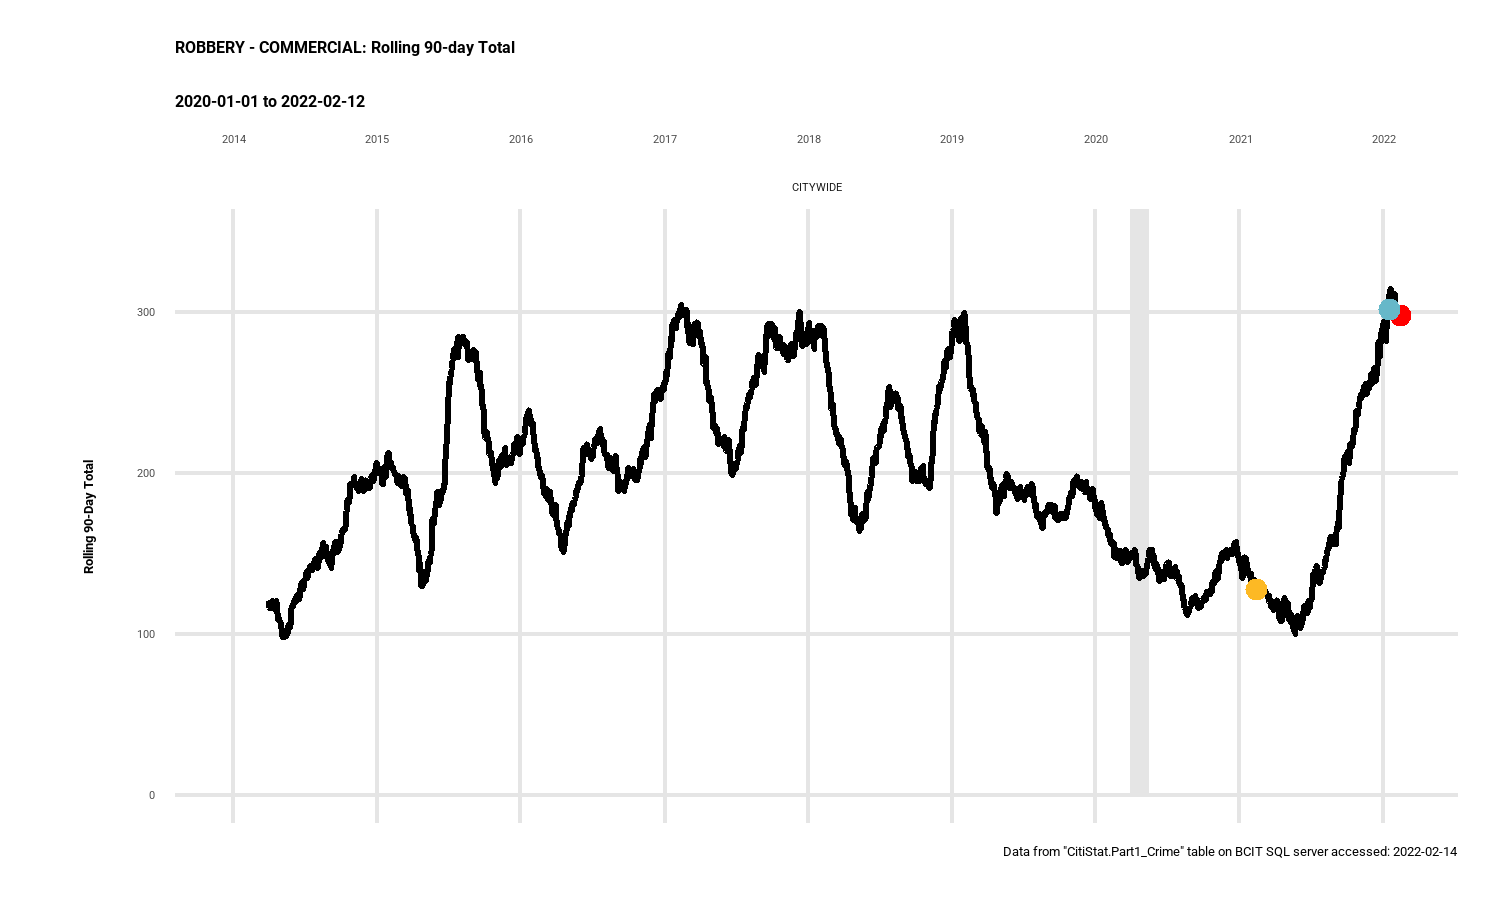 ROBBERY - COMMERCIAL: Rolling 90-day Total
2020-01-01 to 2022-02-12
2014 2015 2016 2017 2018 2019 2020 2021 2022
CITYWIDE
300
200
100
0
Rolling 90-Day Total
Data from "CitiStat.Part1_Crime" table on BCIT SQL server accessed: 2022-02-14